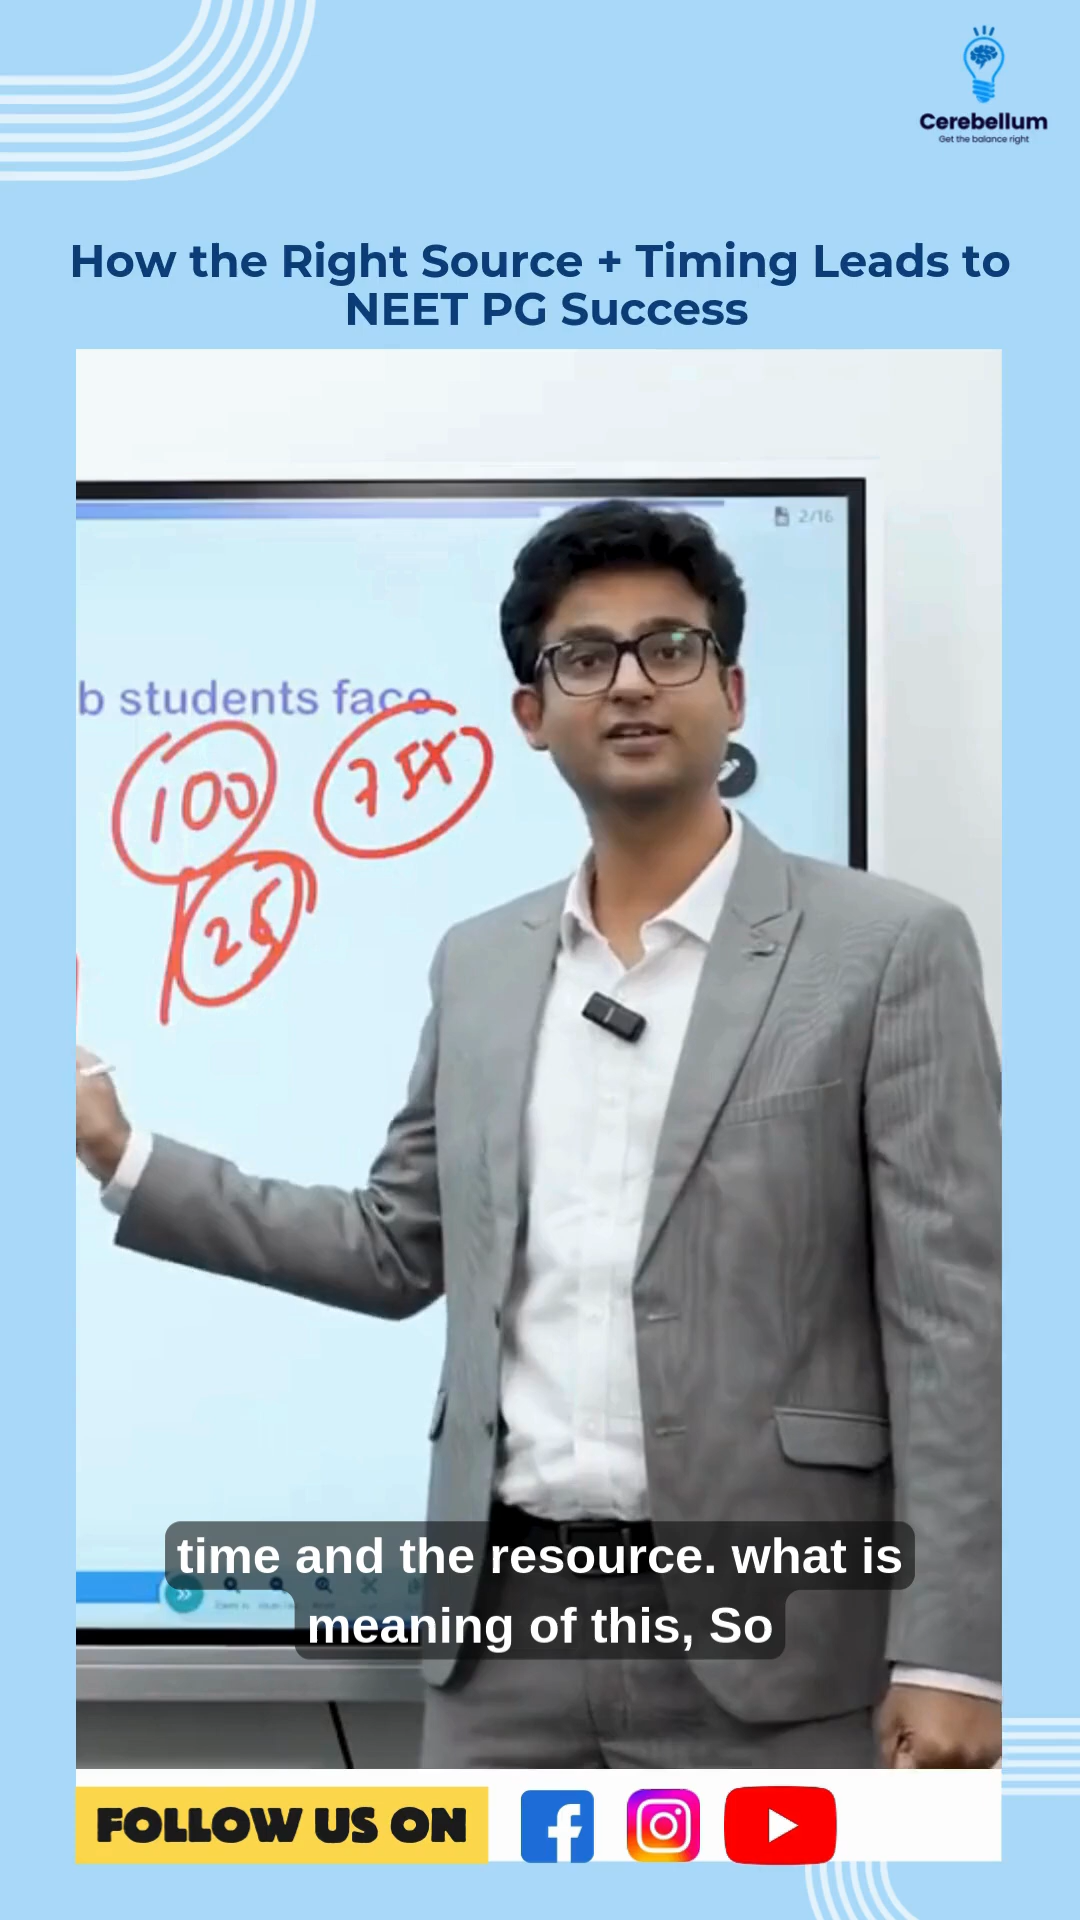 Cerebellum
Get the balance right
How the Right Source + Timing Leads to
NEET PG Success
2/16
b students face
100
75%
25
time and the resource. what is
meaning of this, So
FOLLOW US ON